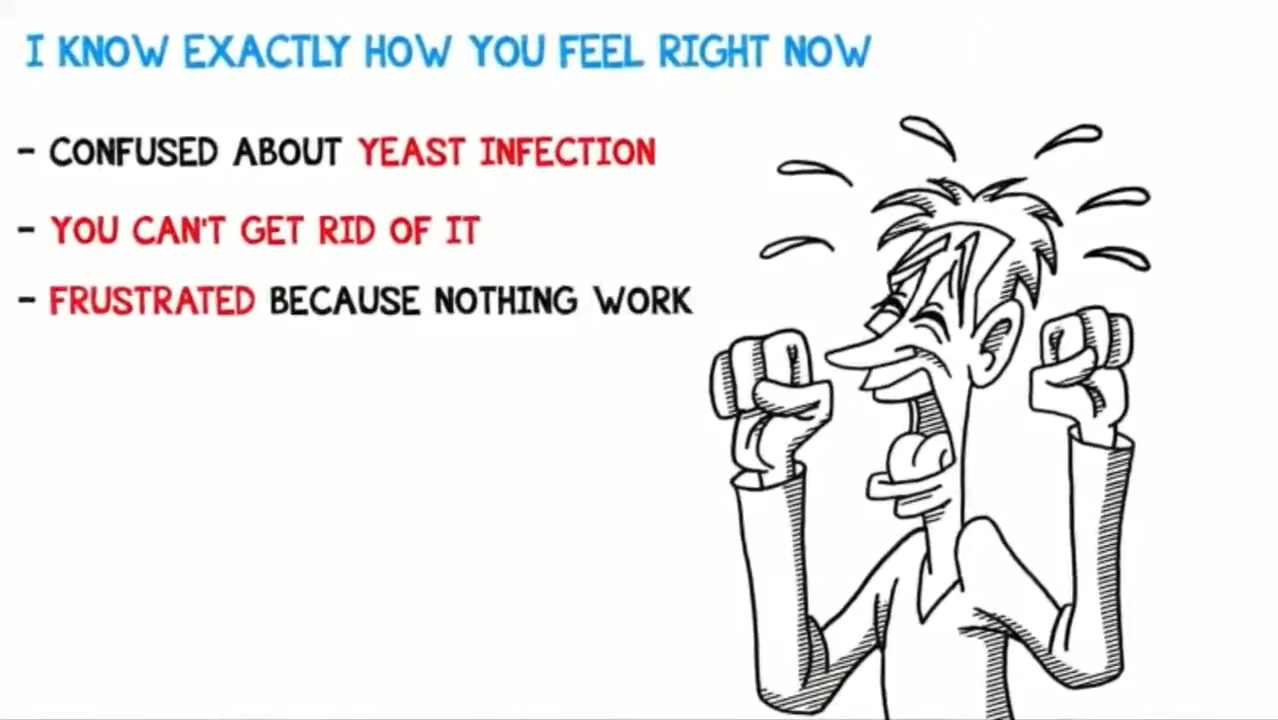 I KNOW EXACTLY HOW YOU FEEL RIGHT NOW
- CONFUSED ABOUT YEAST INFECTION
- YOU CAN'T GET RID OF IT
- FRUSTRATED BECAUSE NOTHING WORK